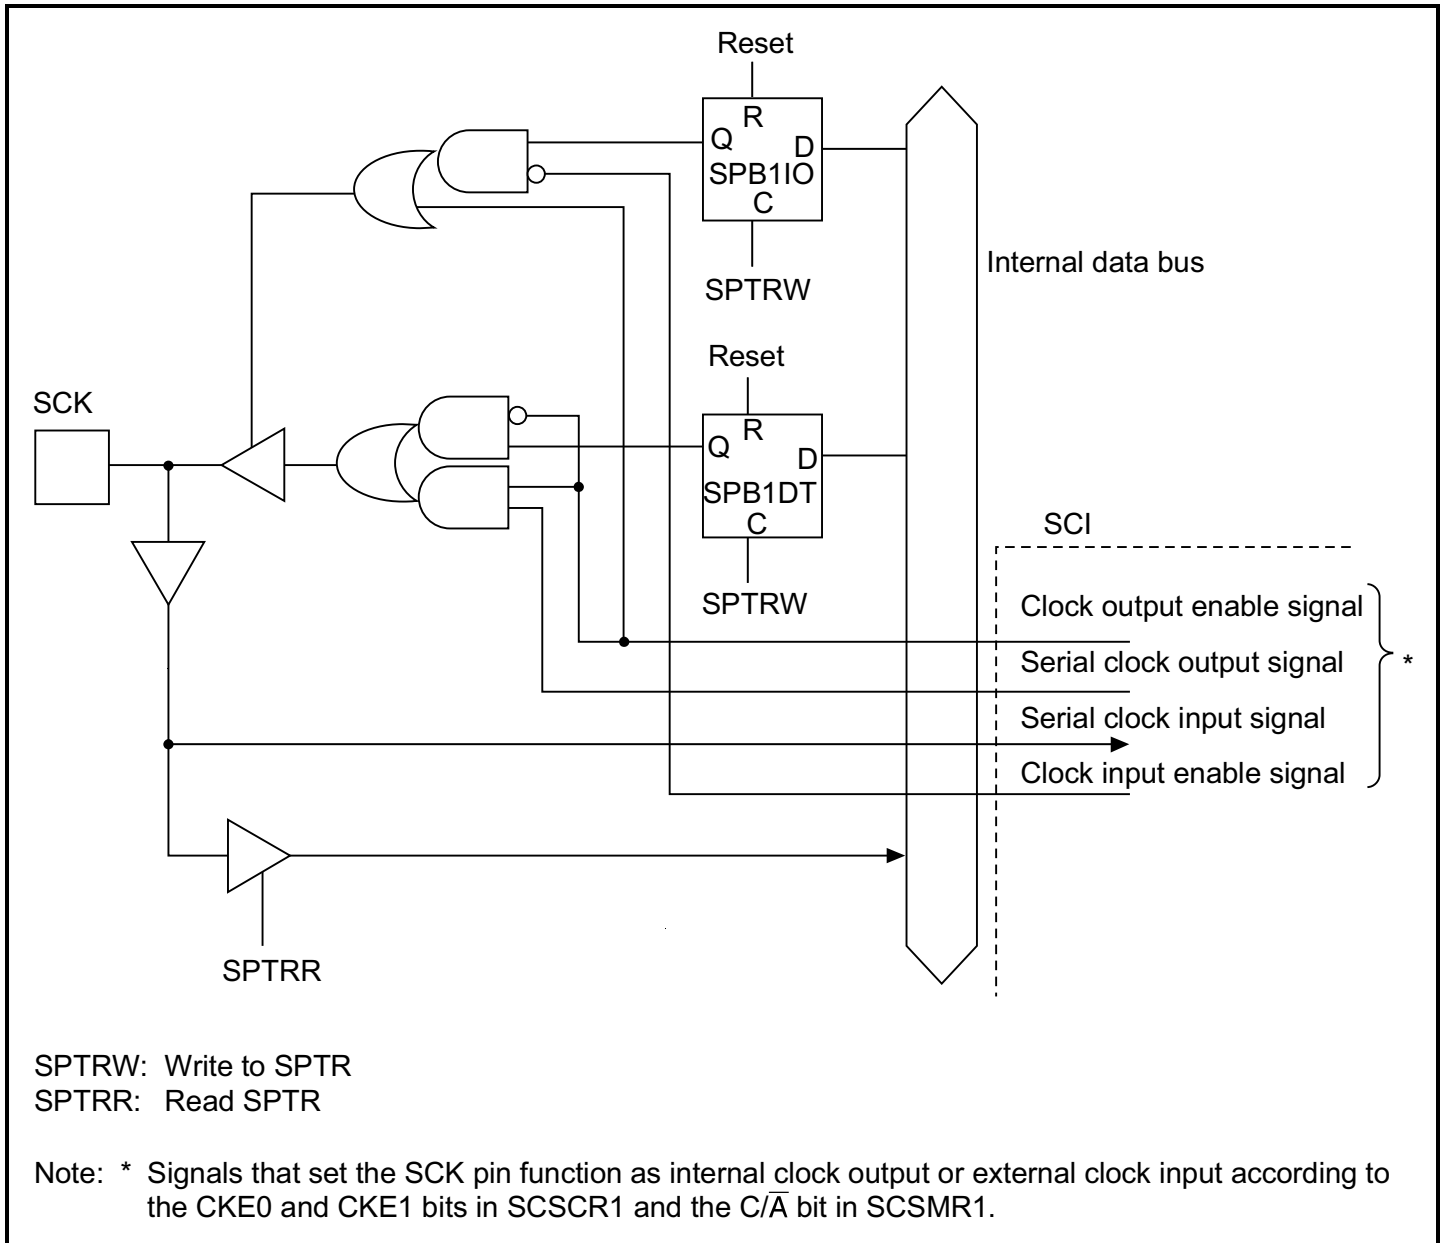 Reset
R
Q
D
SPB1IO
C
SPTRW
Internal data bus
Reset
R
Q
D
SPB1DT
C
SPTRW
SCK
SCI
Clock output enable signal
Serial clock output signal
*
Serial clock input signal
Clock input enable signal
SPTRR
SPTRW: Write to SPTR
SPTRR: Read SPTR
Note: * Signals that set the SCK pin function as internal clock output or external clock input according to
the CKE0 and CKE1 bits in SCSCR1 and the C/A̅ bit in SCSMR1.